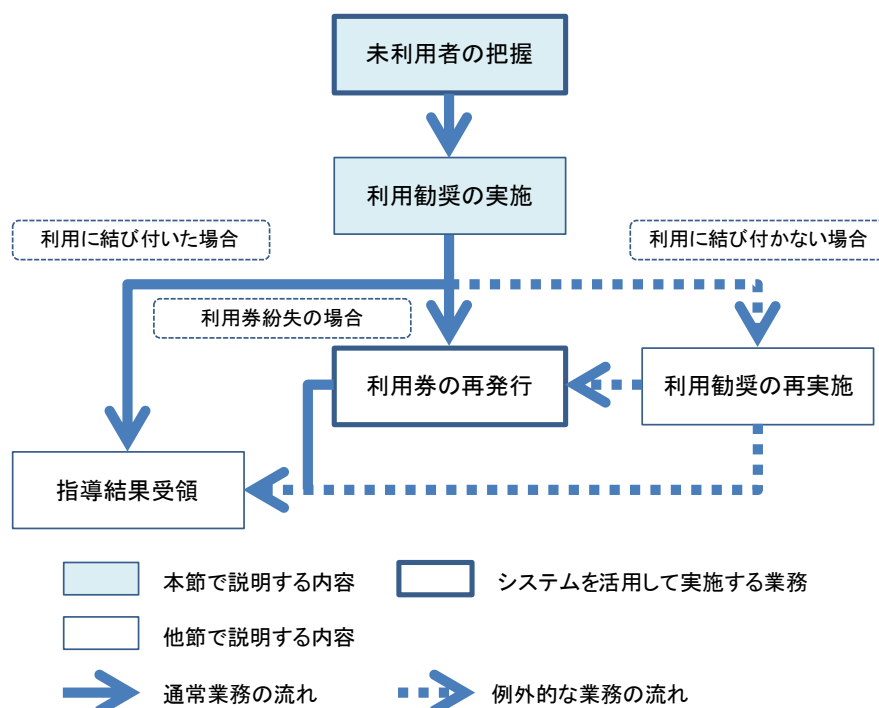 未利用者の把握
利用勧奨の実施
利用に結び付いた場合
利用に結び付かない場合
利用券紛失の場合
利用券の再発行
利用勧奨の再実施
指導結果受領
本節で説明する内容
システムを活用して実施する業務
他節で説明する内容
通常業務の流れ
例外的な業務の流れ